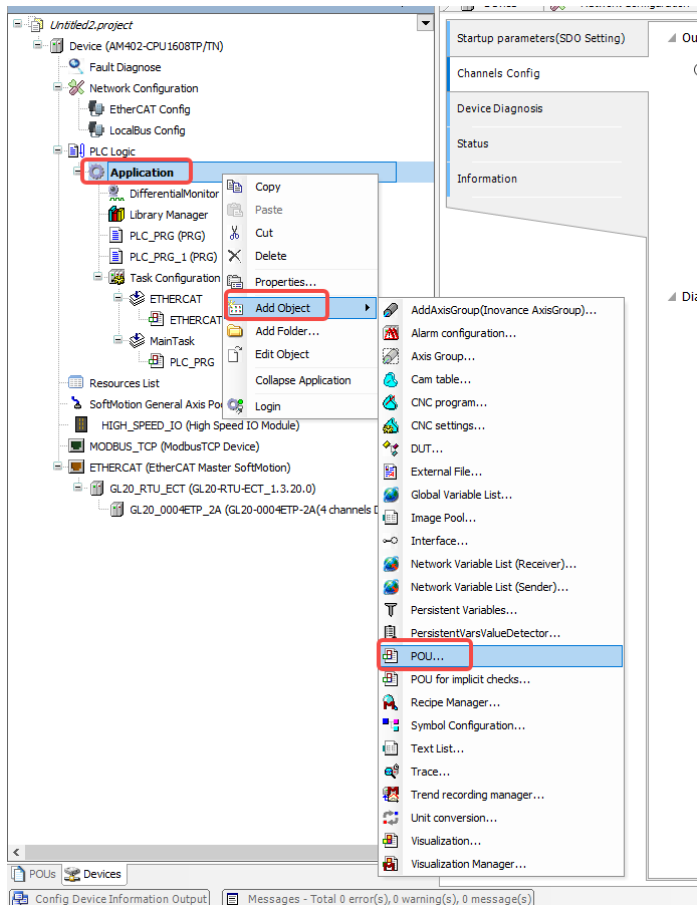 Untitled2.project
Device (AM402-CPU1608TP/TN)
Fault Diagnose
Network Configuration
EtherCAT Config
LocalBus Config
PLC Logic
Application
DifferentialMonitor
Library Manager
PLC_PRG (PRG)
PLC_PRG_1 (PRG)
Task Configuration
ETHERCAT
ETHERCAT
MainTask
PLC_PRG
Resources List
SoftMotion General Axis Poo
HIGH_SPEED_IO (High Speed IO Module)
MODBUS_TCP (ModbusTCP Device)
ETHERCAT (EtherCAT Master SoftMotion)
GL20_RTU_ECT (GL20-RTU-ECT_1.3.20.0)
GL20_0004ETP_2A (GL20-0004ETP-2A(4 channels D
Copy
Paste
Cut
Delete
Properties...
Add Object
Add Folder...
Edit Object
Collapse Application
Login
AddAxisGroup(Inovance AxisGroup)...
Alarm configuration...
Axis Group...
Cam table...
CNC program...
CNC settings...
DUT...
External File...
Global Variable List...
Image Pool...
Interface...
Network Variable List (Receiver)...
Network Variable List (Sender)...
Persistent Variables...
PersistentVarsValueDetector...
POU...
POU for implicit checks...
Recipe Manager...
Symbol Configuration...
Text List...
Trace...
Trend recording manager...
Unit conversion...
Visualization...
Visualization Manager...
Startup parameters(SDO Setting)
Channels Config
Device Diagnosis
Status
Information
Ou
Dia
POUs
Devices
Config Device Information Output
Messages - Total 0 error(s), 0 warning(s), 0 message(s)